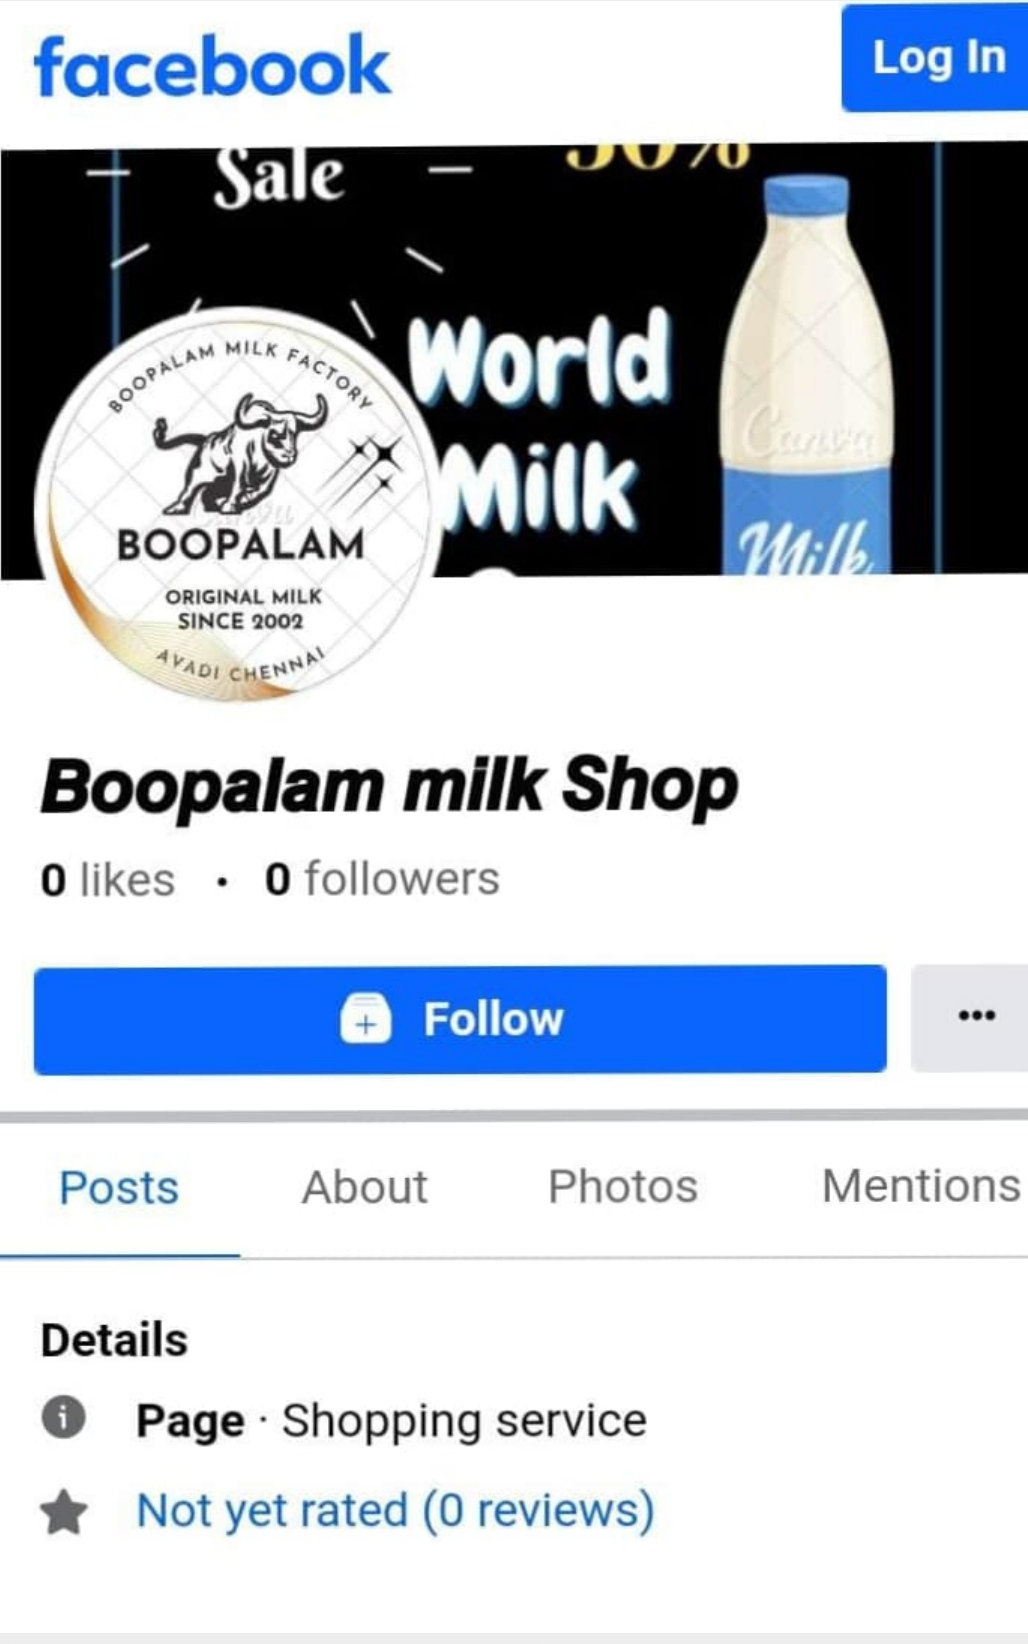 facebook
Log In
Sale
50%
World
Milk
Canva
Milk
BOOPALAM MILK FACTORY
BOOPALAM
ORIGINAL MILK
SINCE 2002
AVADI CHENNAI
Boopalam milk Shop
0 likes · 0 followers
Follow
Posts About Photos Mentions
Details
Page · Shopping service
Not yet rated (0 reviews)